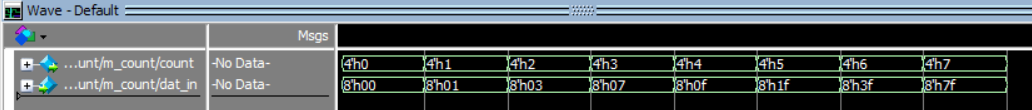 Wave - Default
Msgs
...unt/m_count/count -No Data- 4'h0 4'h1 4'h2 4'h3 4'h4 4'h5 4'h6 4'h7
...unt/m_count/dat_in -No Data- 8'h00 8'h01 8'h03 8'h07 8'h0f 8'h1f 8'h3f 8'h7f